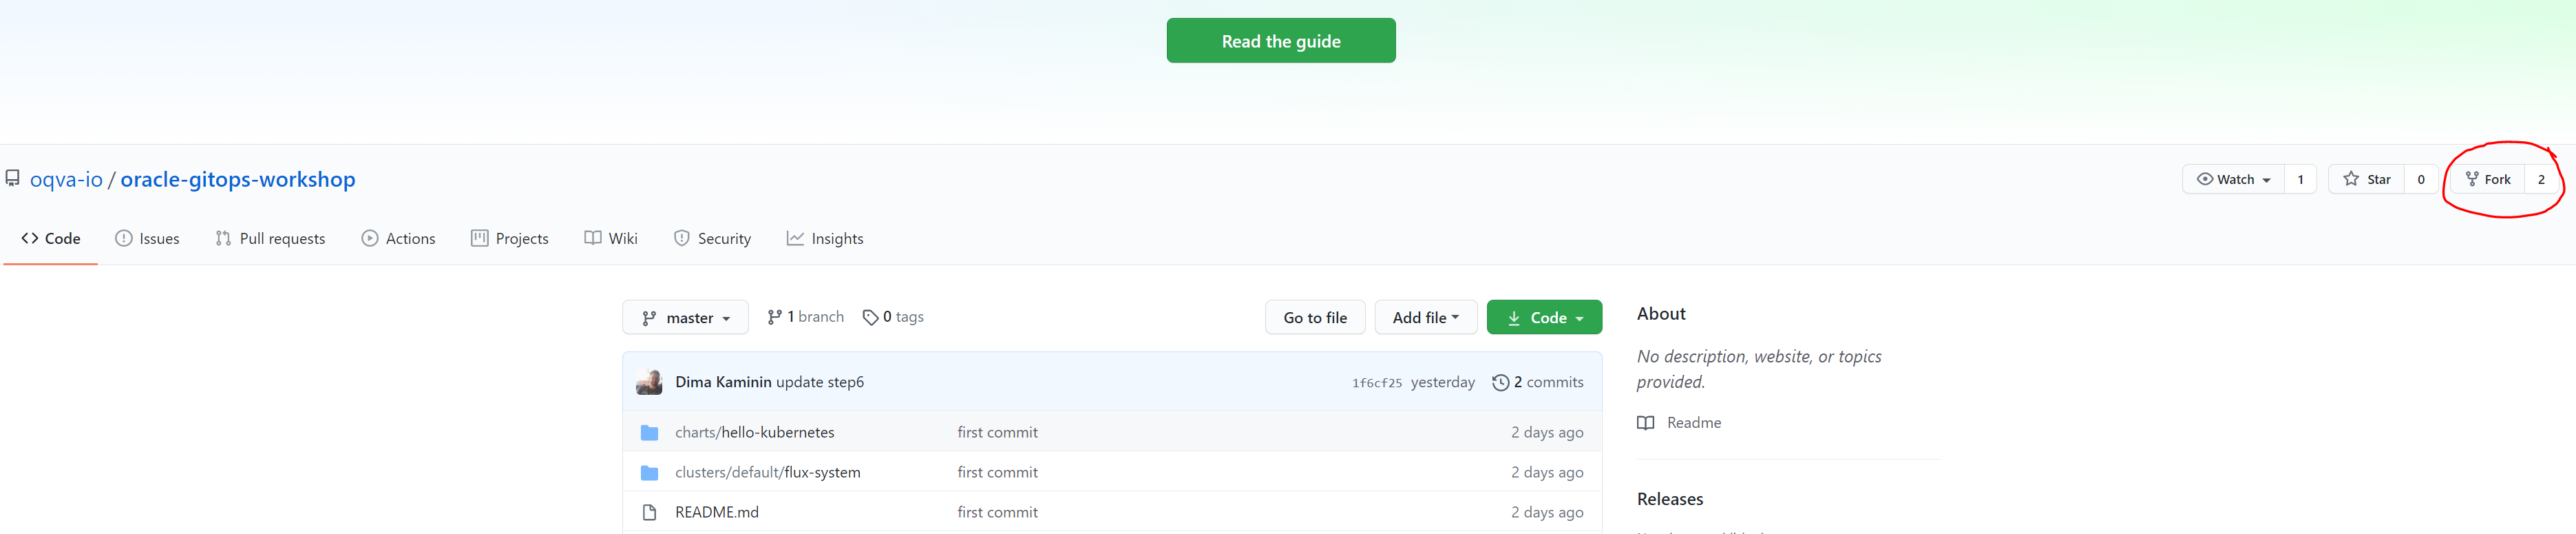 Read the guide
oqva-io / oracle-gitops-workshop
Watch 1 Star 0 Fork 2
Code Issues Pull requests Actions Projects Wiki Security Insights
master 1 branch 0 tags Go to file Add file Code
About
No description, website, or topics
provided.
Dima Kaminin update step6 1f6cf25 yesterday 2 commits
charts/hello-kubernetes first commit 2 days ago
Readme
clusters/default/flux-system first commit 2 days ago
Releases
README.md first commit 2 days ago